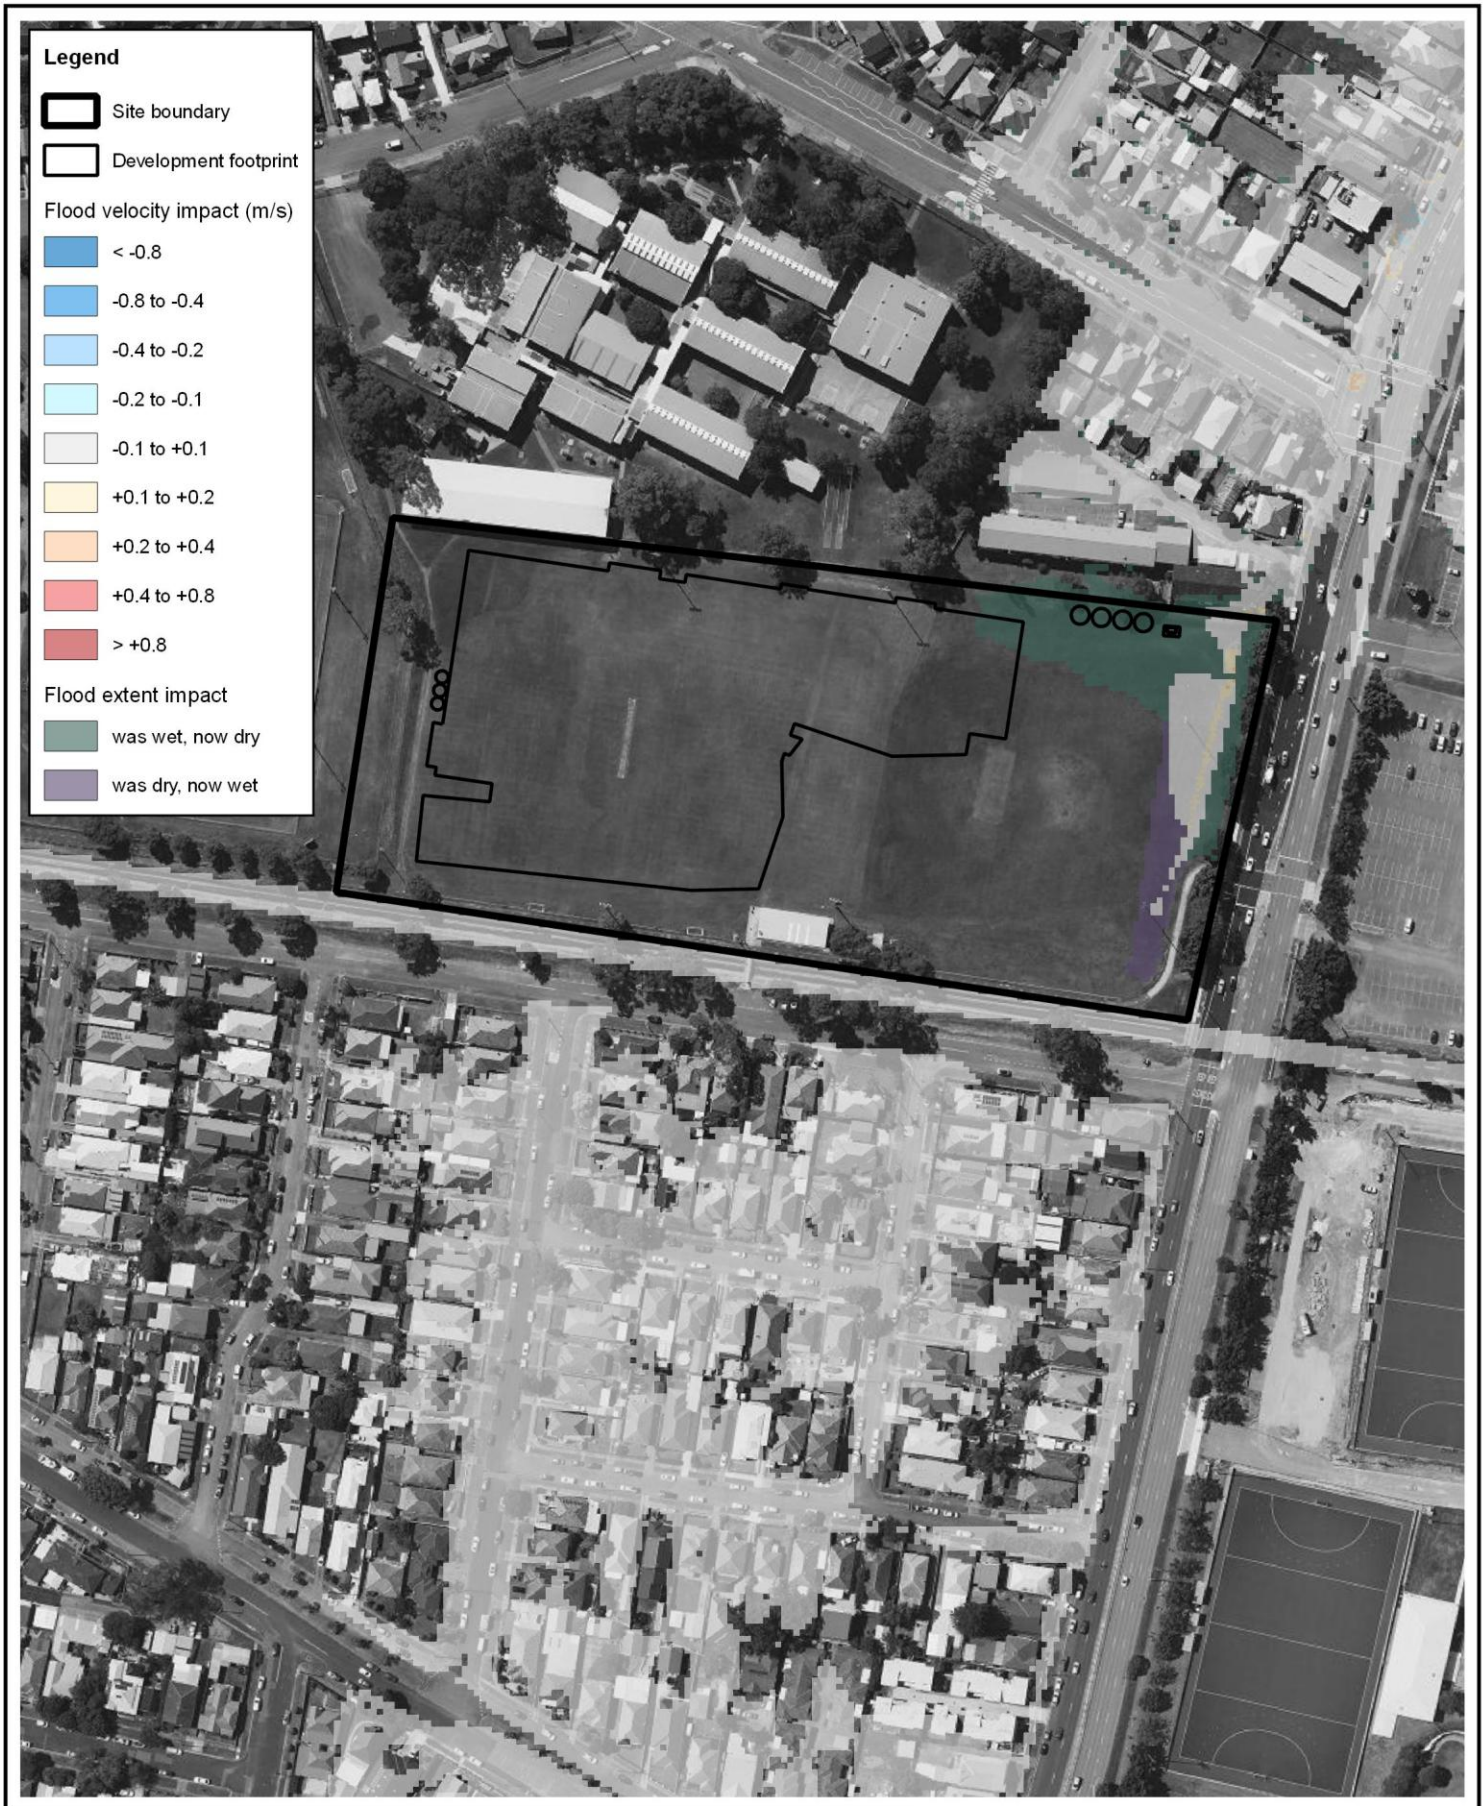 Legend
Site boundary
Development footprint
Flood velocity impact (m/s)
< -0.8
-0.8 to -0.4
-0.4 to -0.2
-0.2 to -0.1
-0.1 to +0.1
+0.1 to +0.2
+0.2 to +0.4
+0.4 to +0.8
> +0.8
Flood extent impact
was wet, now dry
was dry, now wet